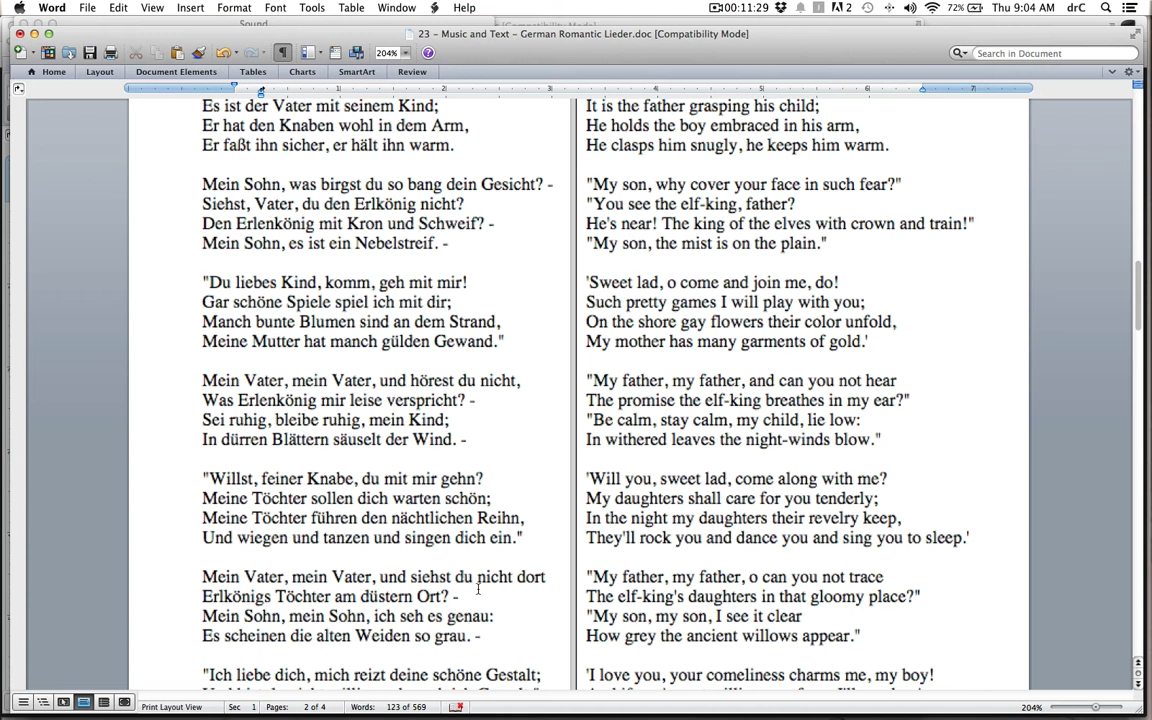 Word File Edit View Insert Format Font Tools Table Window Help 00:11:29 2 72% Thu 9:04 AM drC
Sound [Compatibility Mode]
23 – Music and Text – German Romantic Lieder.doc [Compatibility Mode]
204% Search in Document
Home Layout Document Elements Tables Charts SmartArt Review
1 2 3 4 5 6 7
Es ist der Vater mit seinem Kind;
Er hat den Knaben wohl in dem Arm,
Er faßt ihn sicher, er hält ihn warm.
Mein Sohn, was birgst du so bang dein Gesicht? -
Siehst, Vater, du den Erlkönig nicht?
Den Erlenkönig mit Kron und Schweif? -
Mein Sohn, es ist ein Nebelstreif. -
"Du liebes Kind, komm, geh mit mir!
Gar schöne Spiele spiel ich mit dir;
Manch bunte Blumen sind an dem Strand,
Meine Mutter hat manch gülden Gewand."
Mein Vater, mein Vater, und hörest du nicht,
Was Erlenkönig mir leise verspricht? -
Sei ruhig, bleibe ruhig, mein Kind;
In dürren Blättern säuselt der Wind. -
"Willst, feiner Knabe, du mit mir gehn?
Meine Töchter sollen dich warten schön;
Meine Töchter führen den nächtlichen Reihn,
Und wiegen und tanzen und singen dich ein."
Mein Vater, mein Vater, und siehst du nicht dort
Erlkönigs Töchter am düstern Ort? -
Mein Sohn, mein Sohn, ich seh es genau:
Es scheinen die alten Weiden so grau. -
"Ich liebe dich, mich reizt deine schöne Gestalt;
It is the father grasping his child;
He holds the boy embraced in his arm,
He clasps him snugly, he keeps him warm.
"My son, why cover your face in such fear?"
"You see the elf-king, father?
He's near! The king of the elves with crown and train!"
"My son, the mist is on the plain."
'Sweet lad, o come and join me, do!
Such pretty games I will play with you;
On the shore gay flowers their color unfold,
My mother has many garments of gold.'
"My father, my father, and can you not hear
The promise the elf-king breathes in my ear?"
"Be calm, stay calm, my child, lie low:
In withered leaves the night-winds blow."
'Will you, sweet lad, come along with me?
My daughters shall care for you tenderly;
In the night my daughters their revelry keep,
They'll rock you and dance you and sing you to sleep.'
"My father, my father, o can you not trace
The elf-king's daughters in that gloomy place?"
"My son, my son, I see it clear
How grey the ancient willows appear."
'I love you, your comeliness charms me, my boy!
Print Layout View Sec 1 Pages: 2 of 4 Words: 123 of 569 204%